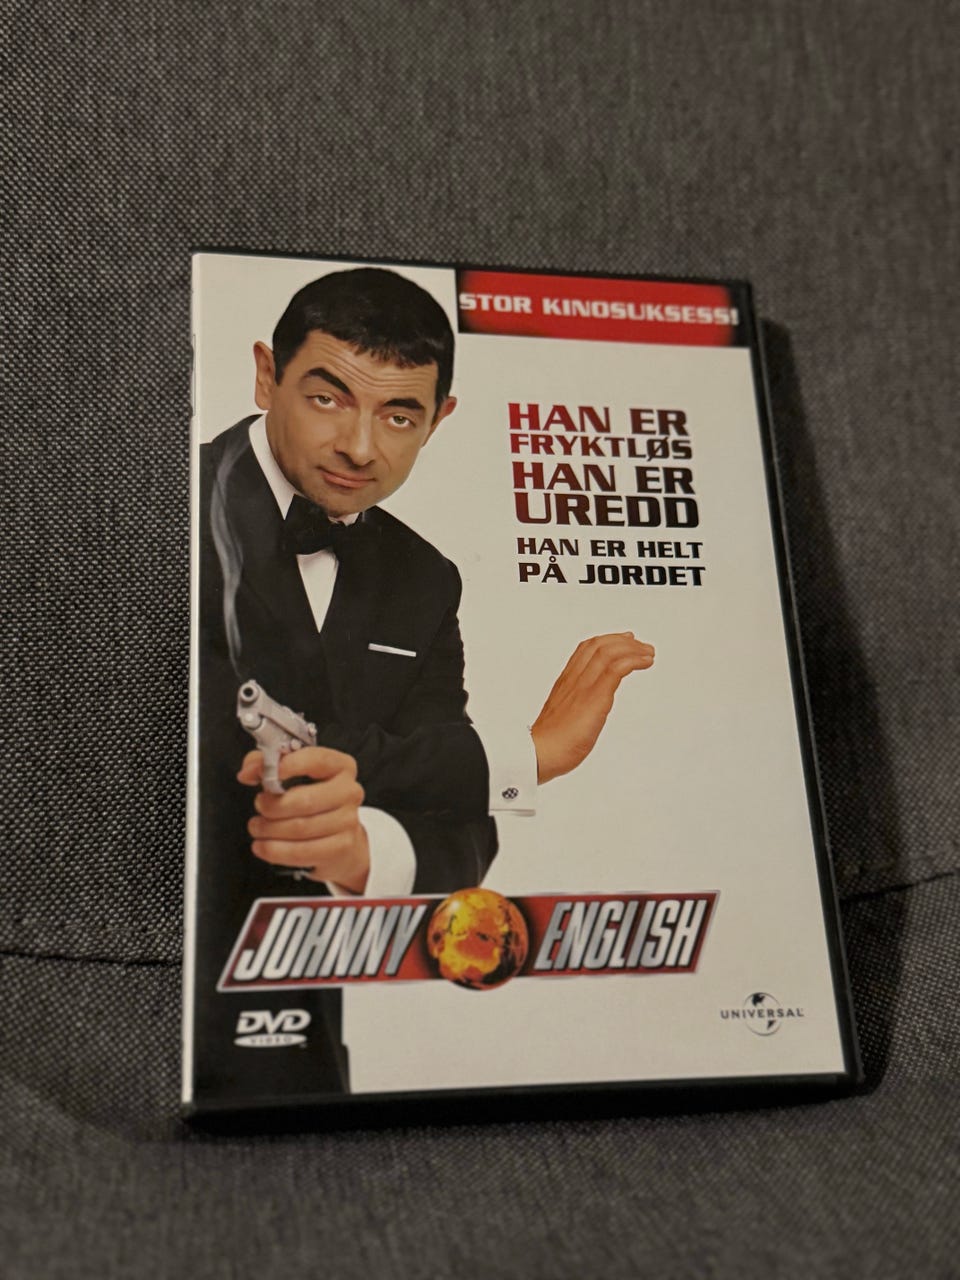 STOR KINOSUKSESS!
HAN ER
FRYKTLØS
HAN ER
UREDD
HAN ER HELT
PÅ JORDET
JOHNNY ENGLISH
DVD
VIDEO
UNIVERSAL